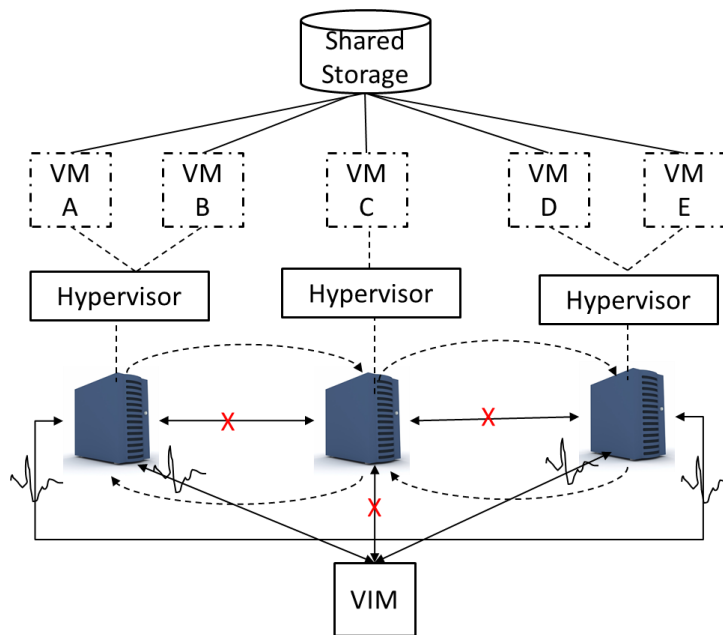 Shared
Storage
VM
A
VM
B
VM
C
VM
D
VM
E
Hypervisor
Hypervisor
Hypervisor
X
X
X
VIM